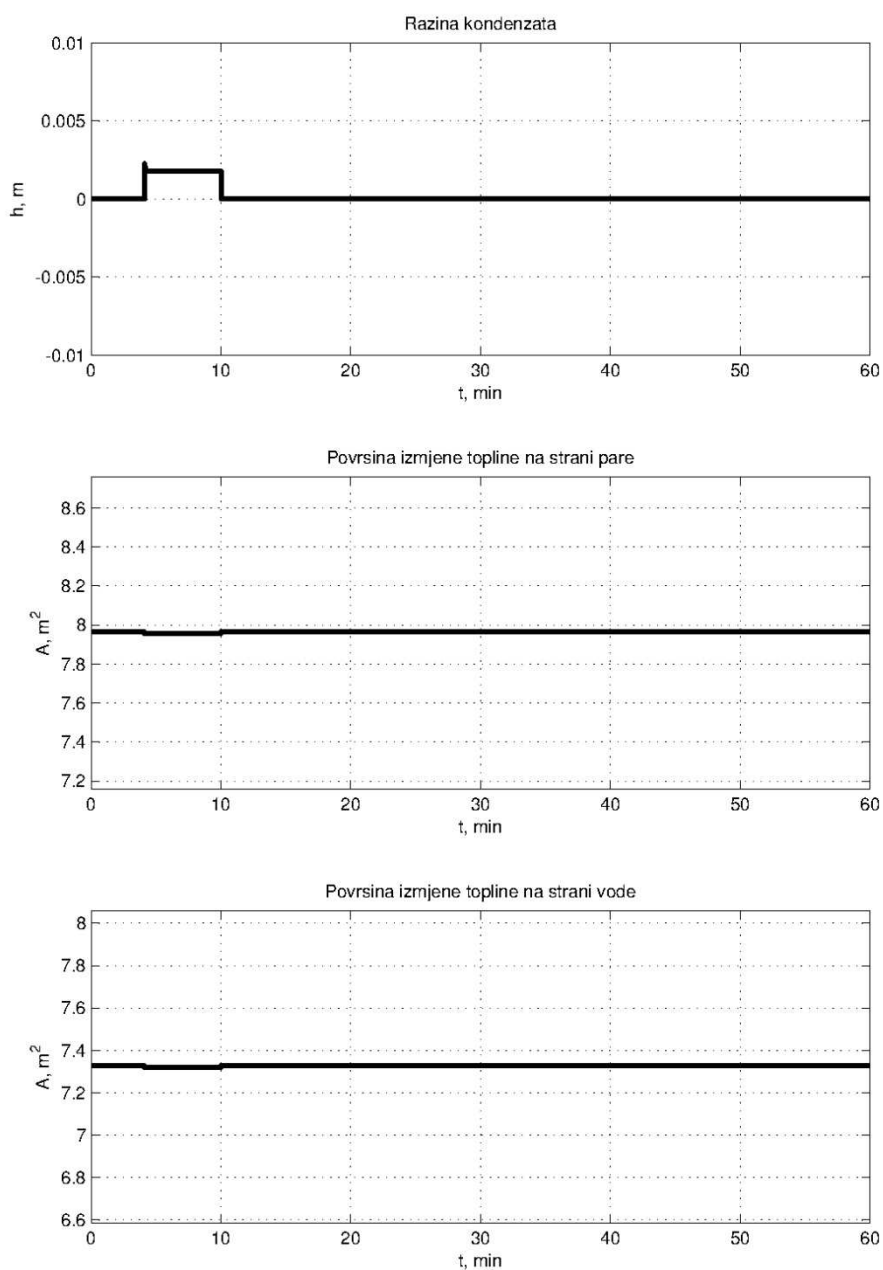 Razina kondenzata
0.01
0.005
0
-0.005
-0.01
h, m
0 10 20 30 40 50 60
t, min
Povrsina izmjene topline na strani pare
8.6
8.4
8.2
8
7.8
7.6
7.4
7.2
A, m²
0 10 20 30 40 50 60
t, min
Povrsina izmjene topline na strani vode
8
7.8
7.6
7.4
7.2
7
6.8
6.6
A, m²
0 10 20 30 40 50 60
t, min